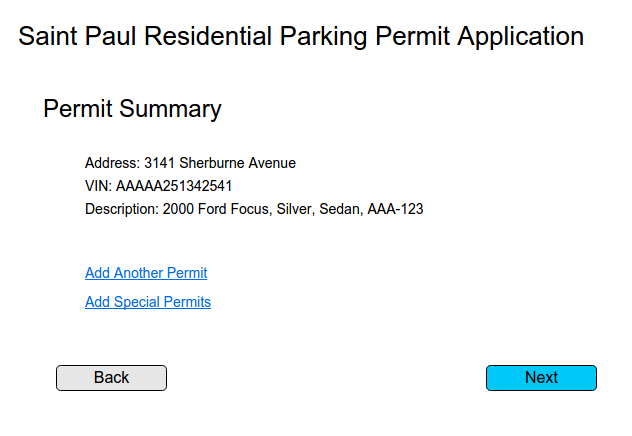 Saint Paul Residential Parking Permit Application
Permit Summary
Address: 3141 Sherburne Avenue
VIN: AAAAA251342541
Description: 2000 Ford Focus, Silver, Sedan, AAA-123
Add Another Permit
Add Special Permits
Back
Next